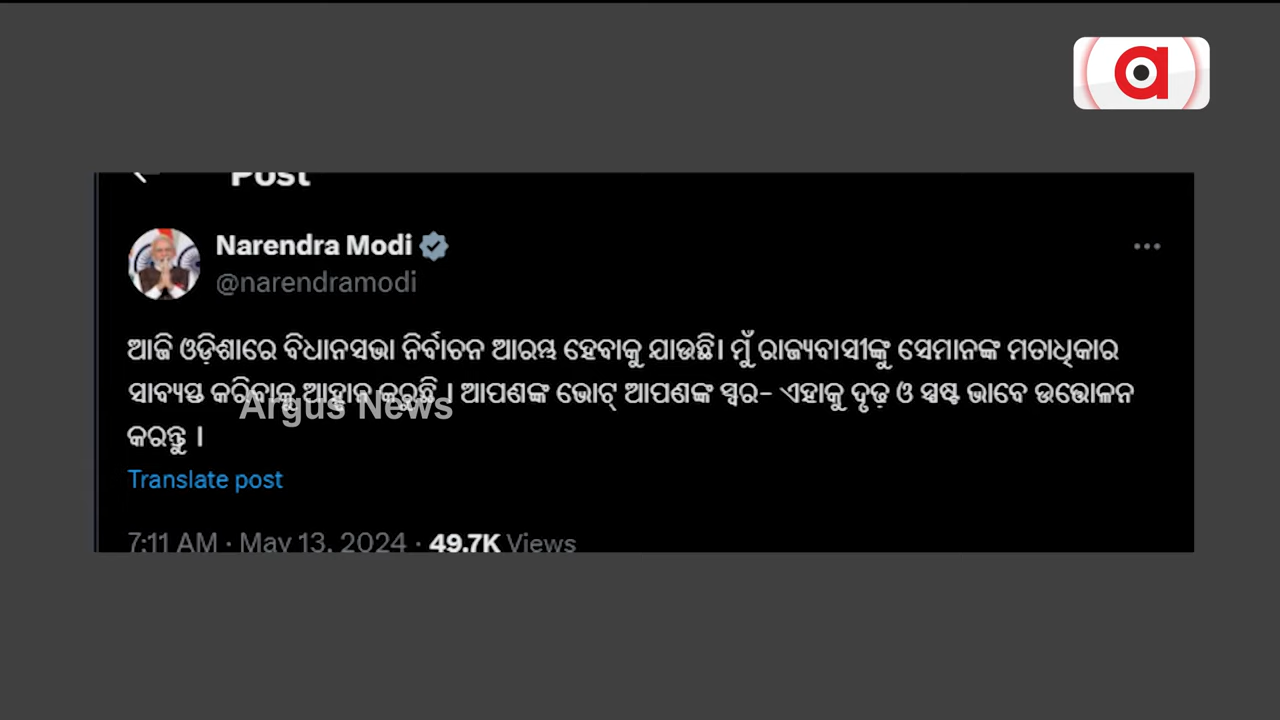 a
Post
Narendra Modi
@narendramodi
ଆଜି ଓଡ଼ିଶାରେ ବିଧାନସଭା ନିର୍ବାଚନ ଆରମ୍ଭ ହେବାକୁ ଯାଉଛି। ମୁଁ ରାଜ୍ୟବାସୀଙ୍କୁ ସେମାନଙ୍କ ମତାଧିକାର
ସାବ୍ୟସ୍ତ କରିବାକୁ ଆହ୍ବାନ କରୁଛି । ଆପଣଙ୍କ ଭୋଟ୍ ଆପଣଙ୍କ ସ୍ୱର- ଏହାକୁ ଦୃଢ଼ ଓ ସ୍ପଷ୍ଟ ଭାବେ ଉତ୍ତୋଳନ
Argus News
କରନ୍ତୁ ।
Translate post
7:11 AM · May 13, 2024 · 49.7K Views